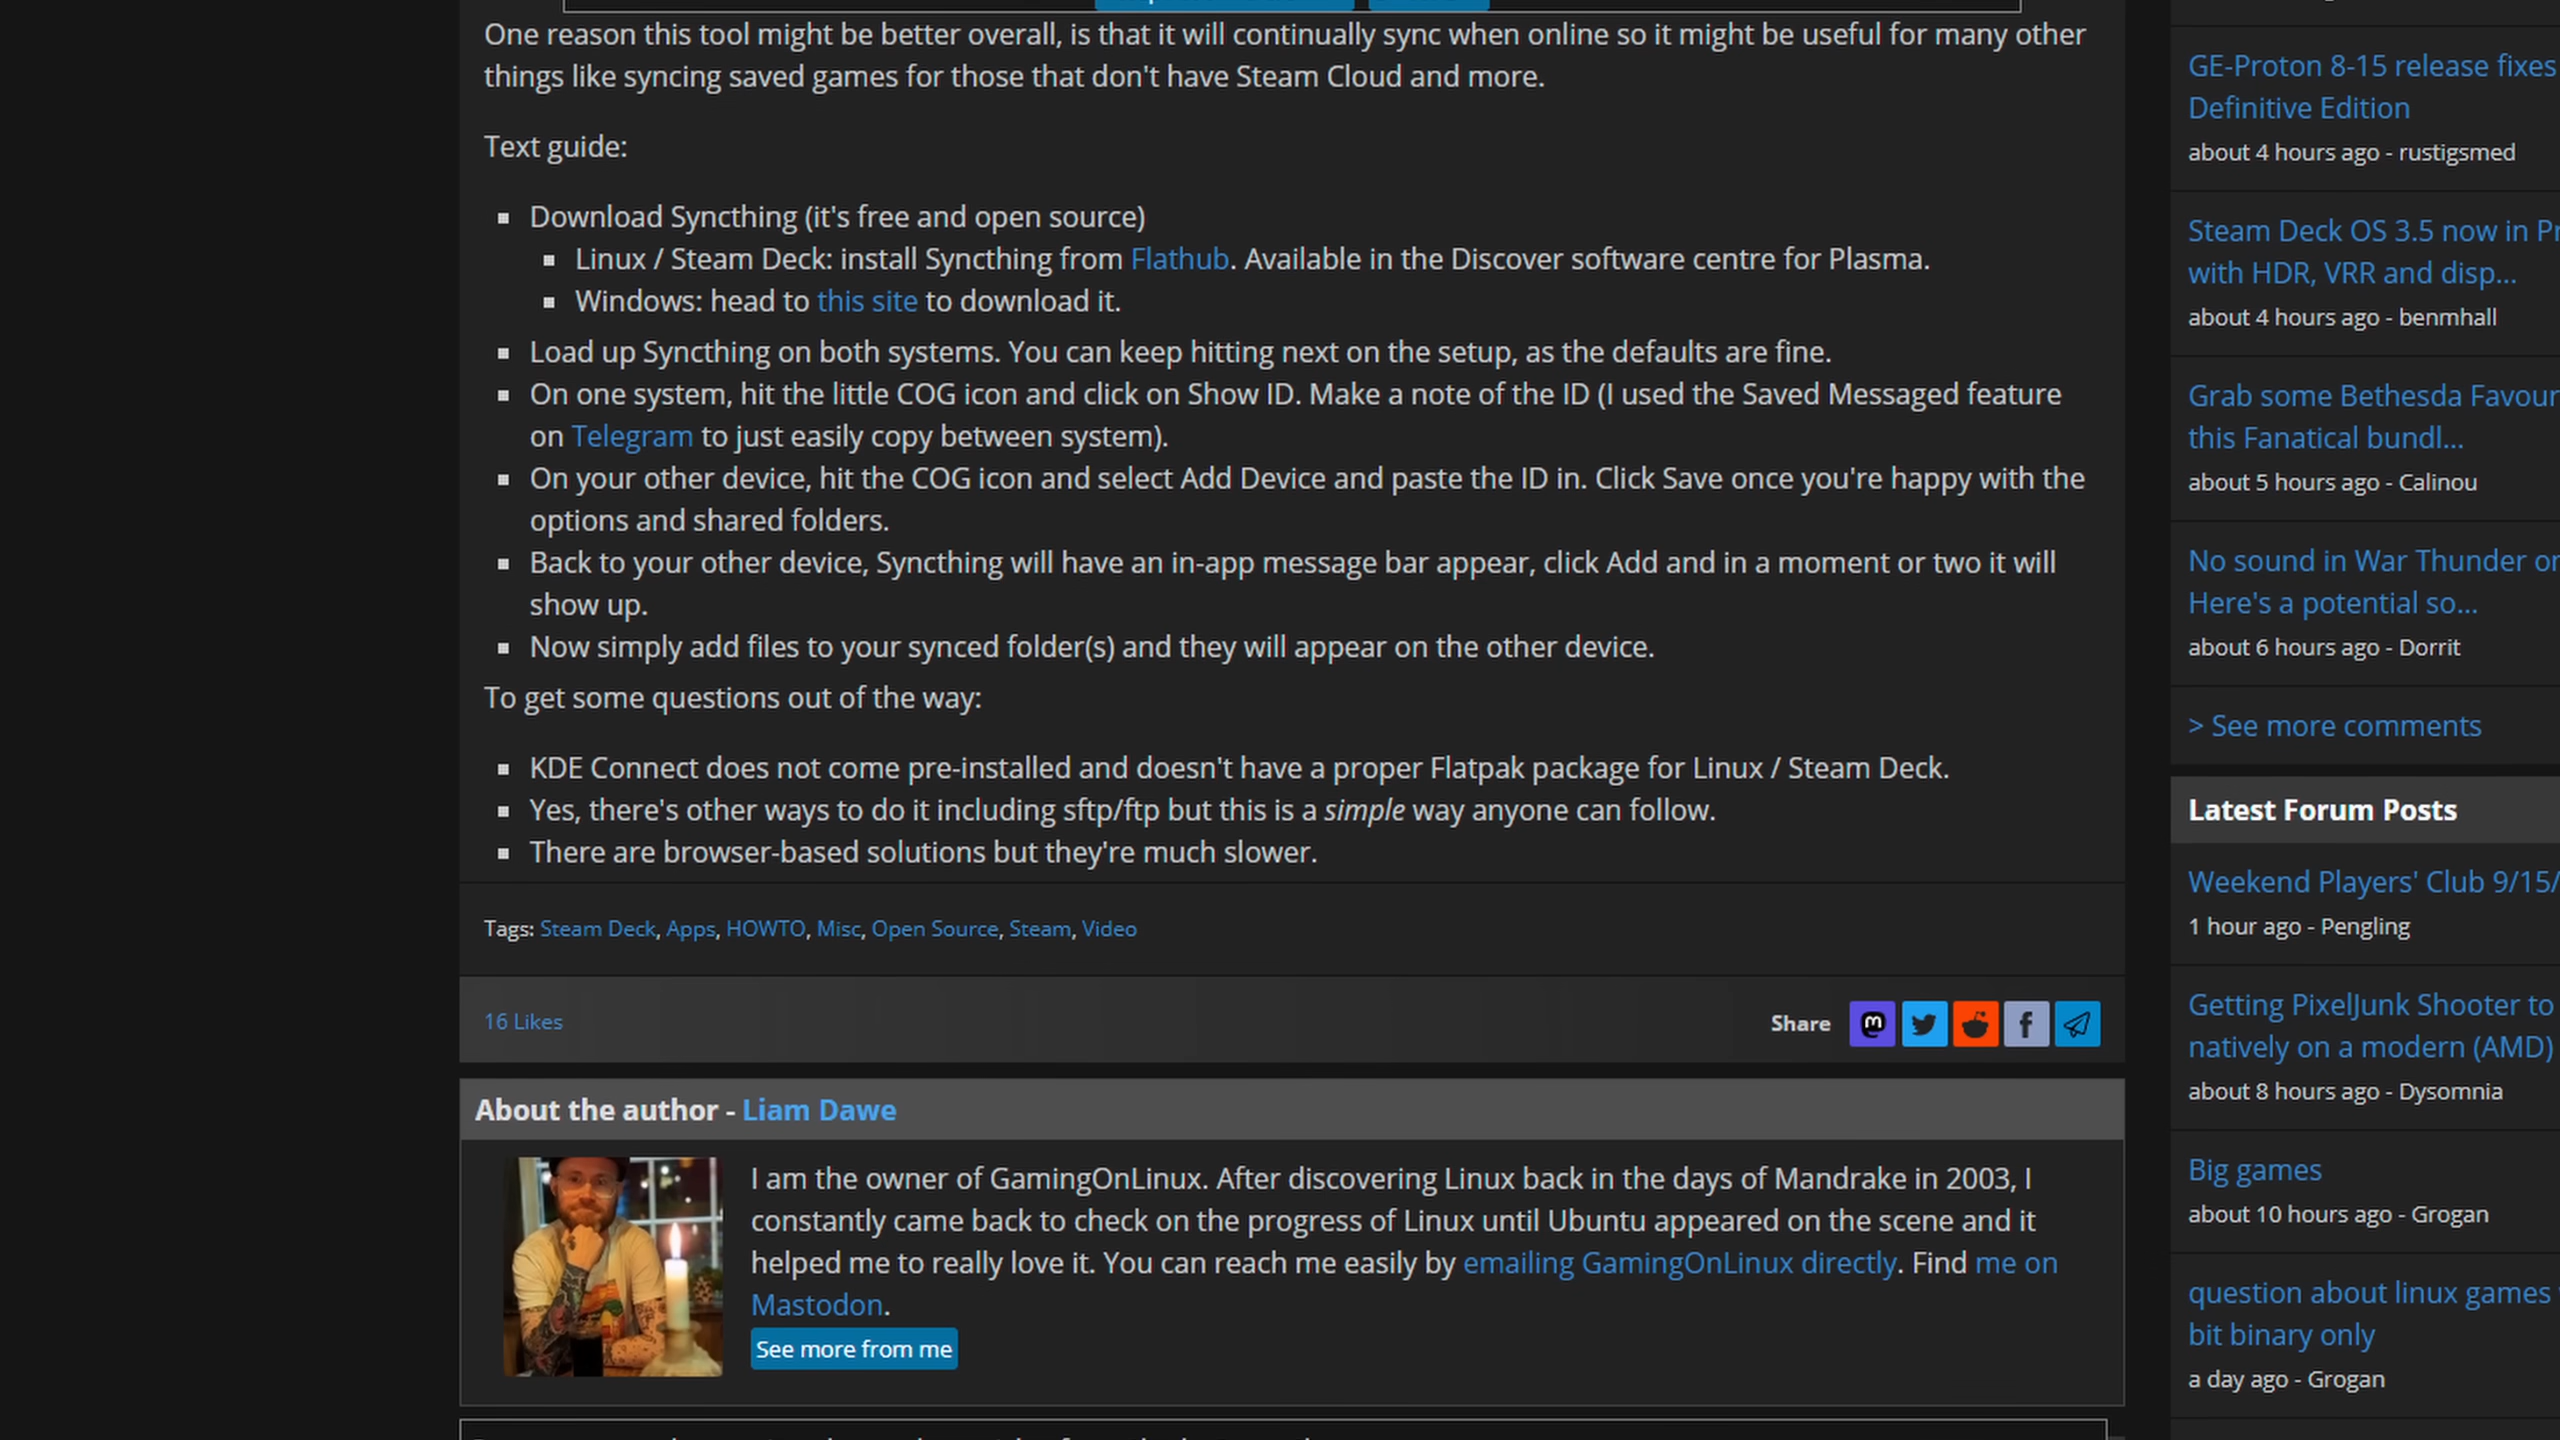 One reason this tool might be better overall, is that it will continually sync when online so it might be useful for many other
things like syncing saved games for those that don't have Steam Cloud and more.
Text guide:
Download Syncthing (it's free and open source)
Linux / Steam Deck: install Syncthing from Flathub. Available in the Discover software centre for Plasma.
Windows: head to this site to download it.
Load up Syncthing on both systems. You can keep hitting next on the setup, as the defaults are fine.
On one system, hit the little COG icon and click on Show ID. Make a note of the ID (I used the Saved Messaged feature
on Telegram to just easily copy between system).
On your other device, hit the COG icon and select Add Device and paste the ID in. Click Save once you're happy with the
options and shared folders.
Back to your other device, Syncthing will have an in-app message bar appear, click Add and in a moment or two it will
show up.
Now simply add files to your synced folder(s) and they will appear on the other device.
To get some questions out of the way:
KDE Connect does not come pre-installed and doesn't have a proper Flatpak package for Linux / Steam Deck.
Yes, there's other ways to do it including sftp/ftp but this is a simple way anyone can follow.
There are browser-based solutions but they're much slower.
Tags: Steam Deck, Apps, HOWTO, Misc, Open Source, Steam, Video
16 Likes
Share
About the author - Liam Dawe
I am the owner of GamingOnLinux. After discovering Linux back in the days of Mandrake in 2003, I
constantly came back to check on the progress of Linux until Ubuntu appeared on the scene and it
helped me to really love it. You can reach me easily by emailing GamingOnLinux directly. Find me on
Mastodon.
See more from me
GE-Proton 8-15 release fixes
Definitive Edition
about 4 hours ago - rustigsmed
Steam Deck OS 3.5 now in Pr
with HDR, VRR and disp...
about 4 hours ago - benmhall
Grab some Bethesda Favour
this Fanatical bundl...
about 5 hours ago - Calinou
No sound in War Thunder or
Here's a potential so...
about 6 hours ago - Dorrit
> See more comments
Latest Forum Posts
Weekend Players' Club 9/15/
1 hour ago - Pengling
Getting PixelJunk Shooter to
natively on a modern (AMD)
about 8 hours ago - Dysomnia
Big games
about 10 hours ago - Grogan
question about linux games
bit binary only
a day ago - Grogan